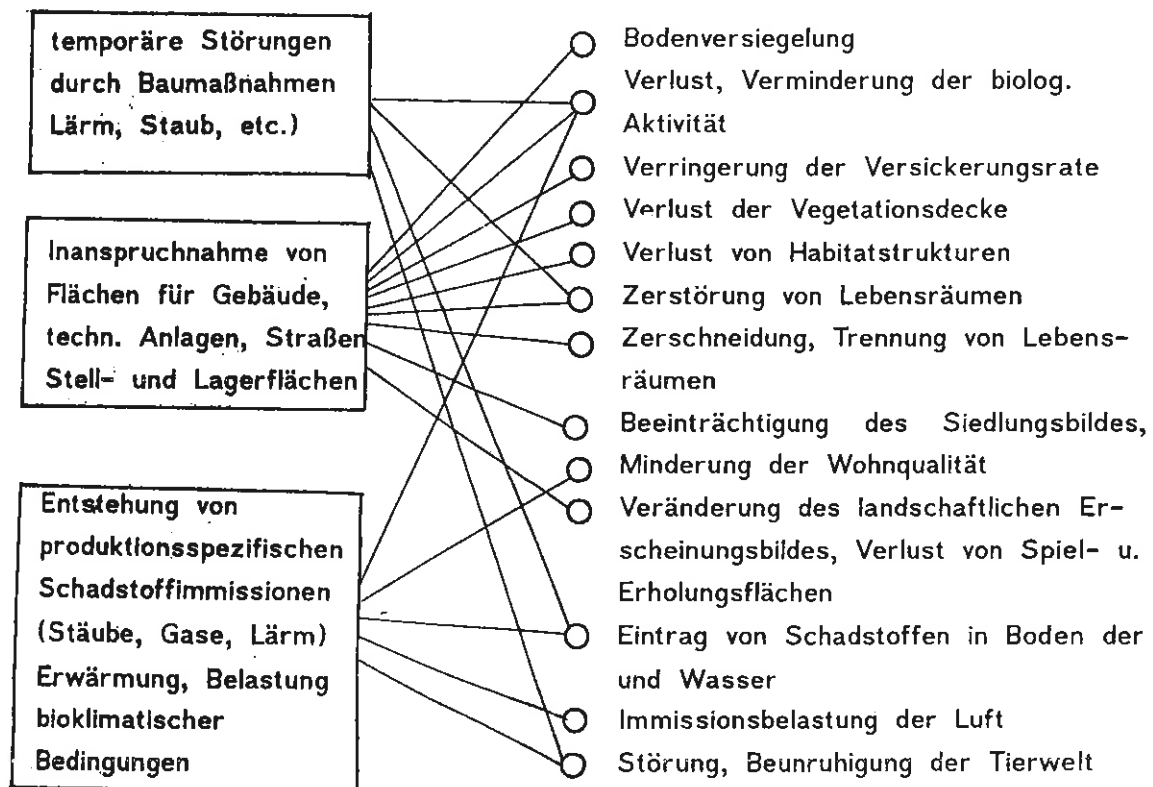 temporäre Störungen
durch Baumaßnahmen
Lärm, Staub, etc.)
Inanspruchnahme von
Flächen für Gebäude,
techn. Anlagen, Straßen
Stell- und Lagerflächen
Entstehung von
produktionsspezifischen
Schadstoffimmissionen
(Stäube, Gase, Lärm)
Erwärmung, Belastung
bioklimatischer
Bedingungen
Bodenversiegelung
Verlust, Verminderung der biolog.
Aktivität
Verringerung der Versickerungsrate
Verlust der Vegetationsdecke
Verlust von Habitatstrukturen
Zerstörung von Lebensräumen
Zerschneidung, Trennung von Lebens-
räumen
Beeinträchtigung des Siedlungsbildes,
Minderung der Wohnqualität
Veränderung des landschaftlichen Er-
scheinungsbildes, Verlust von Spiel- u.
Erholungsflächen
Eintrag von Schadstoffen in Boden der
und Wasser
Immissionsbelastung der Luft
Störung, Beunruhigung der Tierwelt